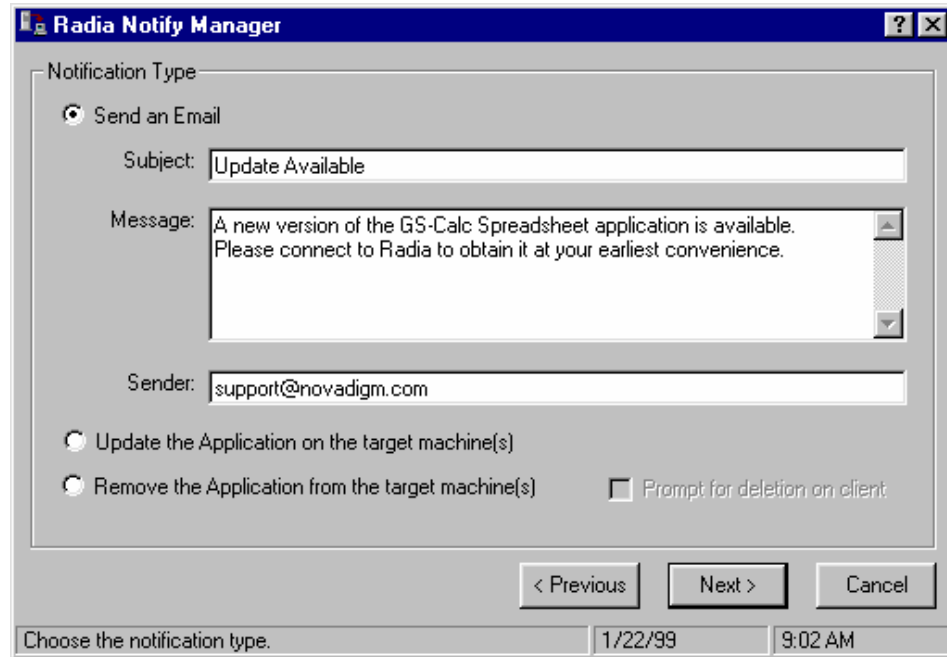 Radia Notify Manager
Notification Type
Send an Email
Subject: Update Available
Message: A new version of the GS-Calc Spreadsheet application is available.
Please connect to Radia to obtain it at your earliest convenience.
Sender: support@novadigm.com
Update the Application on the target machine(s)
Remove the Application from the target machine(s) Prompt for deletion on client
< Previous Next > Cancel
Choose the notification type. 1/22/99 9:02 AM